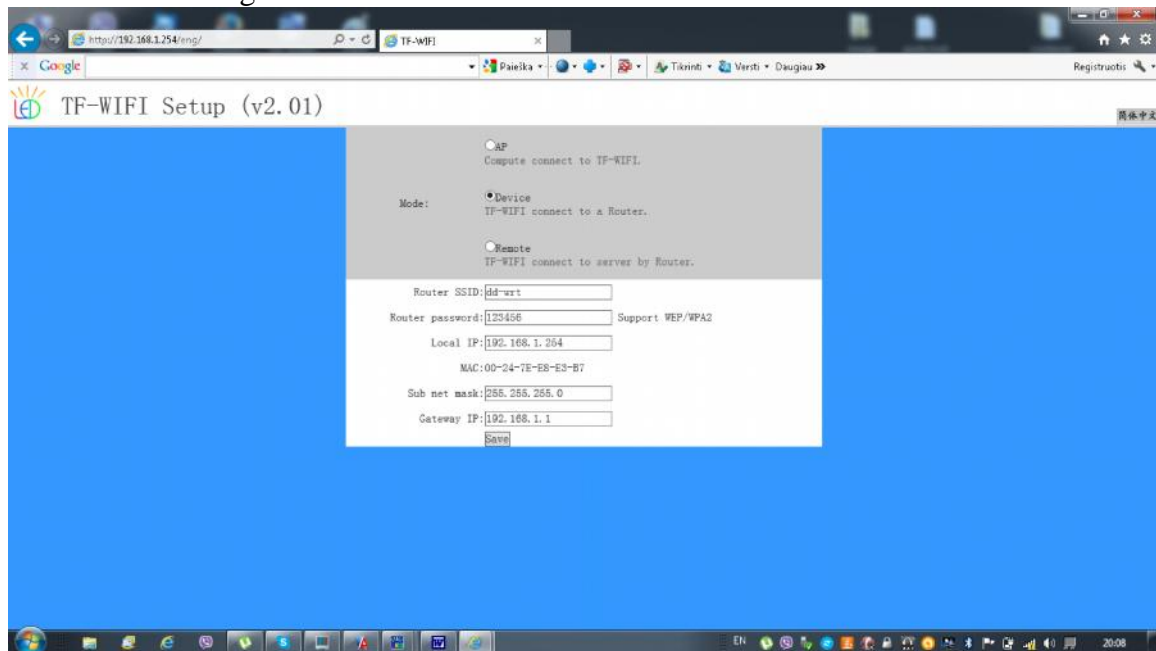 http://192.168.1.254/eng/
TF-WIFI
Google
Paieška
Tikrinti
Versti
Daugiau
Registruotis
LED
TF-WIFI Setup (v2.01)
简体中文
AP
Compute connect to TF-WIFI.
Mode:
Device
TF-WIFI connect to a Router.
Remote
TF-WIFI connect to server by Router.
Router SSID: dd-wrt
Router password: 123456 Support WEP/WPA2
Local IP: 192.168.1.254
MAC:00-24-7E-E8-E3-B7
Sub net mask: 255.255.255.0
Gateway IP: 192.168.1.1
Save
EN
20:08